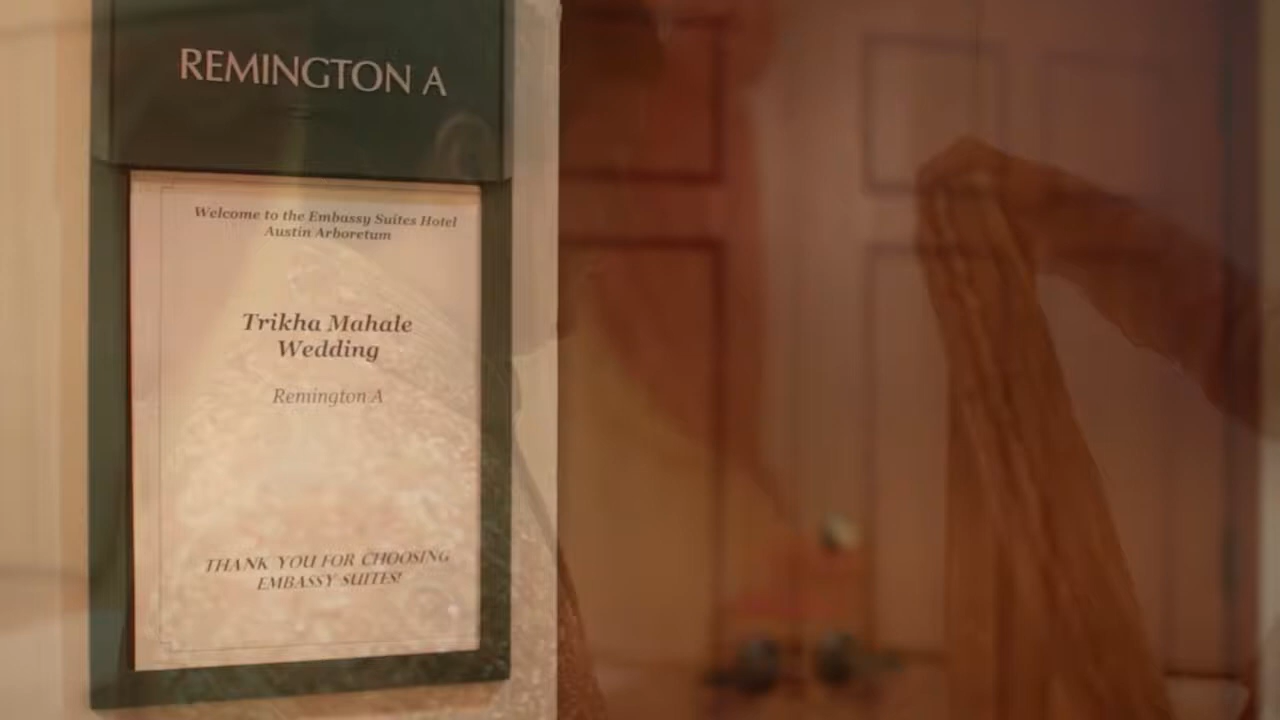 REMINGTON A
Welcome to the Embassy Suites Hotel
Austin Arboretum
Trikha Mahale
Wedding
Remington A
THANK YOU FOR CHOOSING
EMBASSY SUITES!